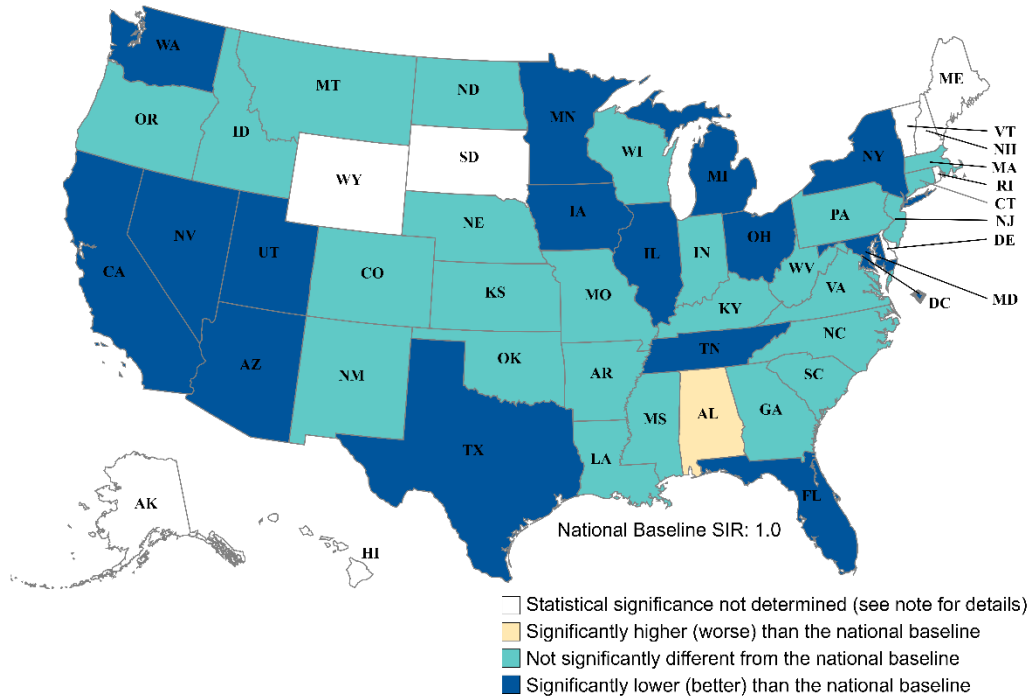 WA
MT
ND
ME
OR
ID
MN
VT
NH
SD
WI
NY
MA
WY
MI
RI
CT
IA
NE
PA
NJ
NV
UT
IL
IN
OH
DE
CA
CO
WV
KS
MO
VA
KY
DC
MD
NC
TN
AZ
NM
OK
AR
SC
MS
AL
GA
TX
LA
FL
AK
HI
National Baseline SIR: 1.0
Statistical significance not determined (see note for details)
Significantly higher (worse) than the national baseline
Not significantly different from the national baseline
Significantly lower (better) than the national baseline